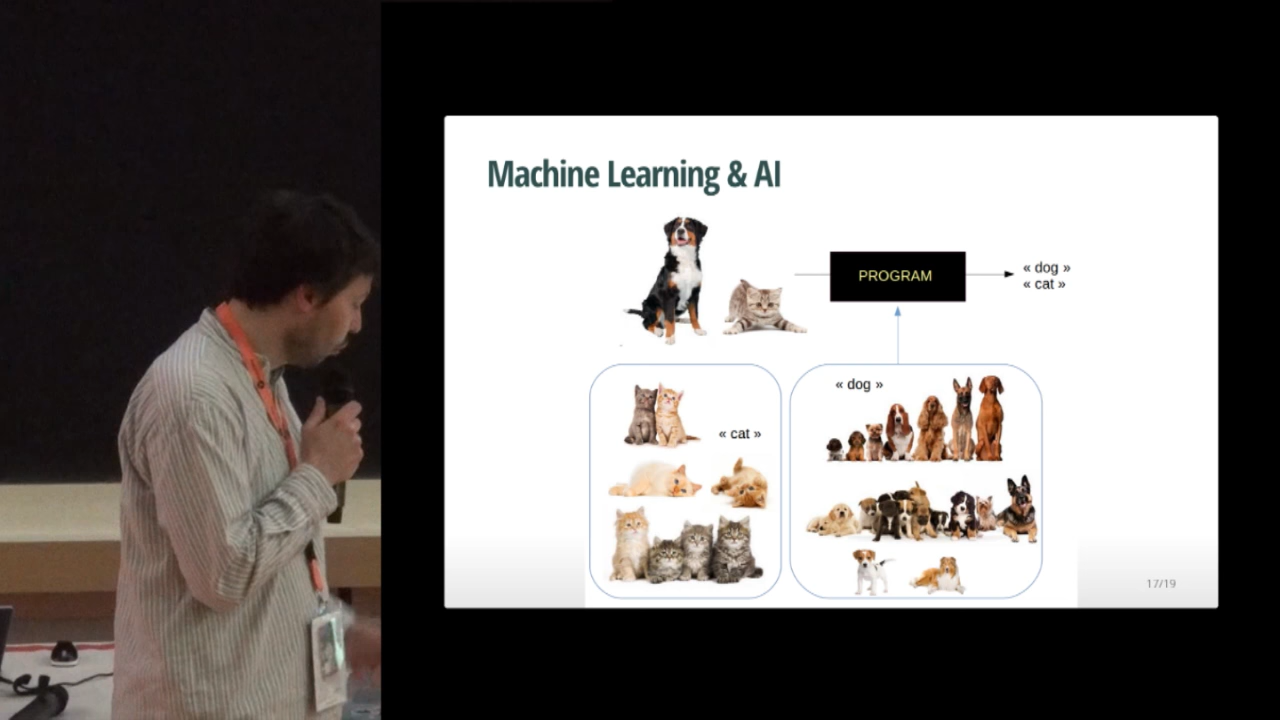 Machine Learning & AI
PROGRAM
« dog »
« cat »
« dog »
« cat »
17/19